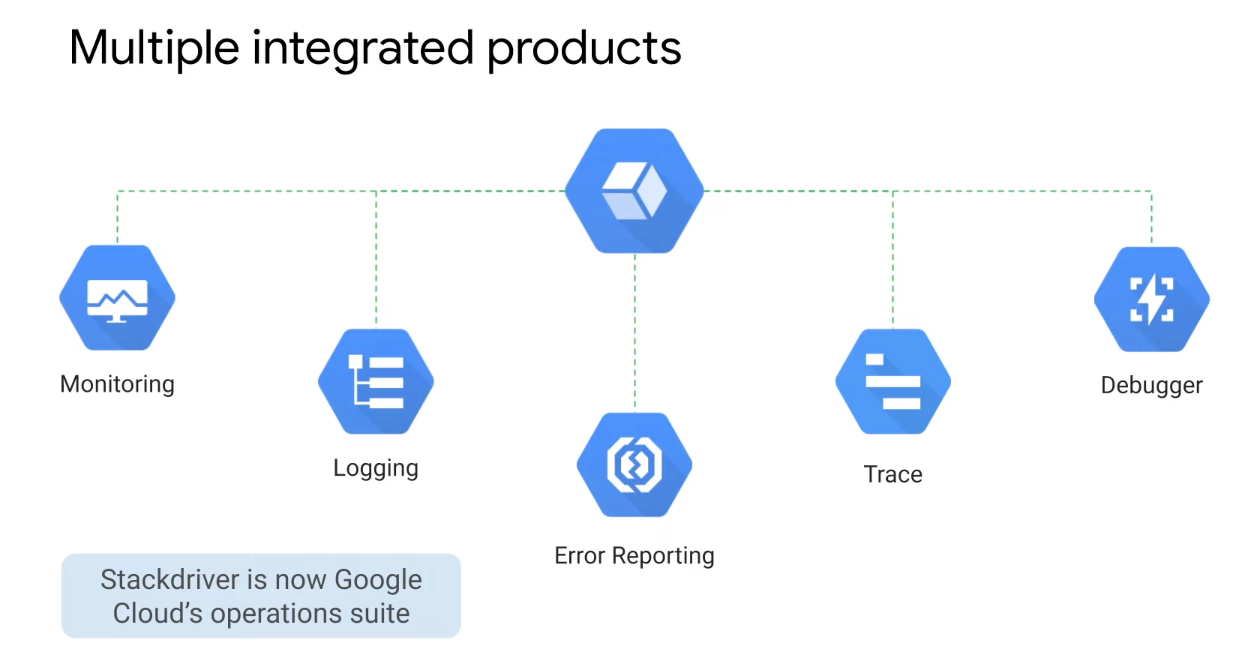 Multiple integrated products
Monitoring
Logging
Error Reporting
Trace
Debugger
Stackdriver is now Google
Cloud’s operations suite